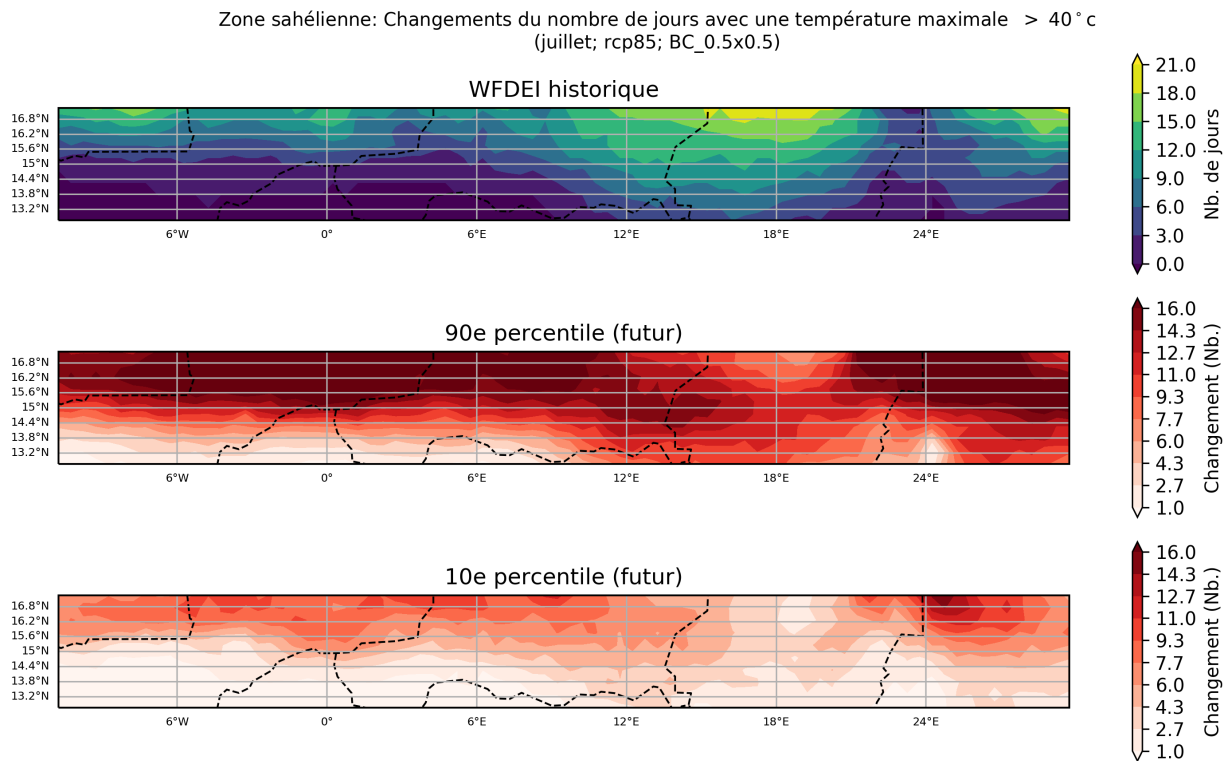 Zone sahélienne: Changements du nombre de jours avec une température maximale > 40°c
(juillet; rcp85; BC_0.5x0.5)
WFDEI historique
16.8°N
16.2°N
15.6°N
15°N
14.4°N
13.8°N
13.2°N
6°W 0° 6°E 12°E 18°E 24°E
21.0
18.0
15.0
12.0
9.0
6.0
3.0
0.0
Nb. de jours
90e percentile (futur)
16.8°N
16.2°N
15.6°N
15°N
14.4°N
13.8°N
13.2°N
6°W 0° 6°E 12°E 18°E 24°E
16.0
14.3
12.7
11.0
9.3
7.7
6.0
4.3
2.7
1.0
Changement (Nb.)
10e percentile (futur)
16.8°N
16.2°N
15.6°N
15°N
14.4°N
13.8°N
13.2°N
6°W 0° 6°E 12°E 18°E 24°E
16.0
14.3
12.7
11.0
9.3
7.7
6.0
4.3
2.7
1.0
Changement (Nb.)